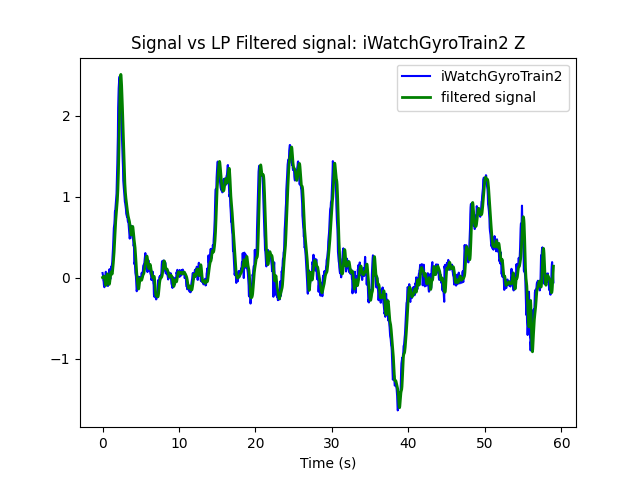 Signal vs LP Filtered signal: iWatchGyroTrain2 Z
iWatchGyroTrain2
filtered signal
2
1
0
−1
0 10 20 30 40 50 60
Time (s)